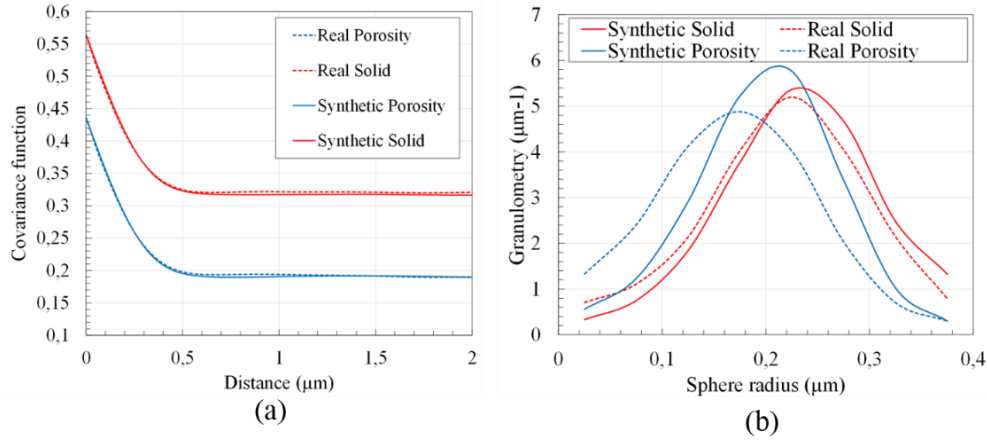 0,6
0,55
0,5
0,45
0,4
0,35
0,3
0,25
0,2
0,15
0,1
Covariance function
Real Porosity
Real Solid
Synthetic Porosity
Synthetic Solid
0 0,5 1 1,5 2
Distance (µm)
(a)
7
6
5
4
3
2
1
0
Granulometry (µm-1)
Synthetic Solid Real Solid
Synthetic Porosity Real Porosity
0 0,1 0,2 0,3 0,4
Sphere radius (µm)
(b)